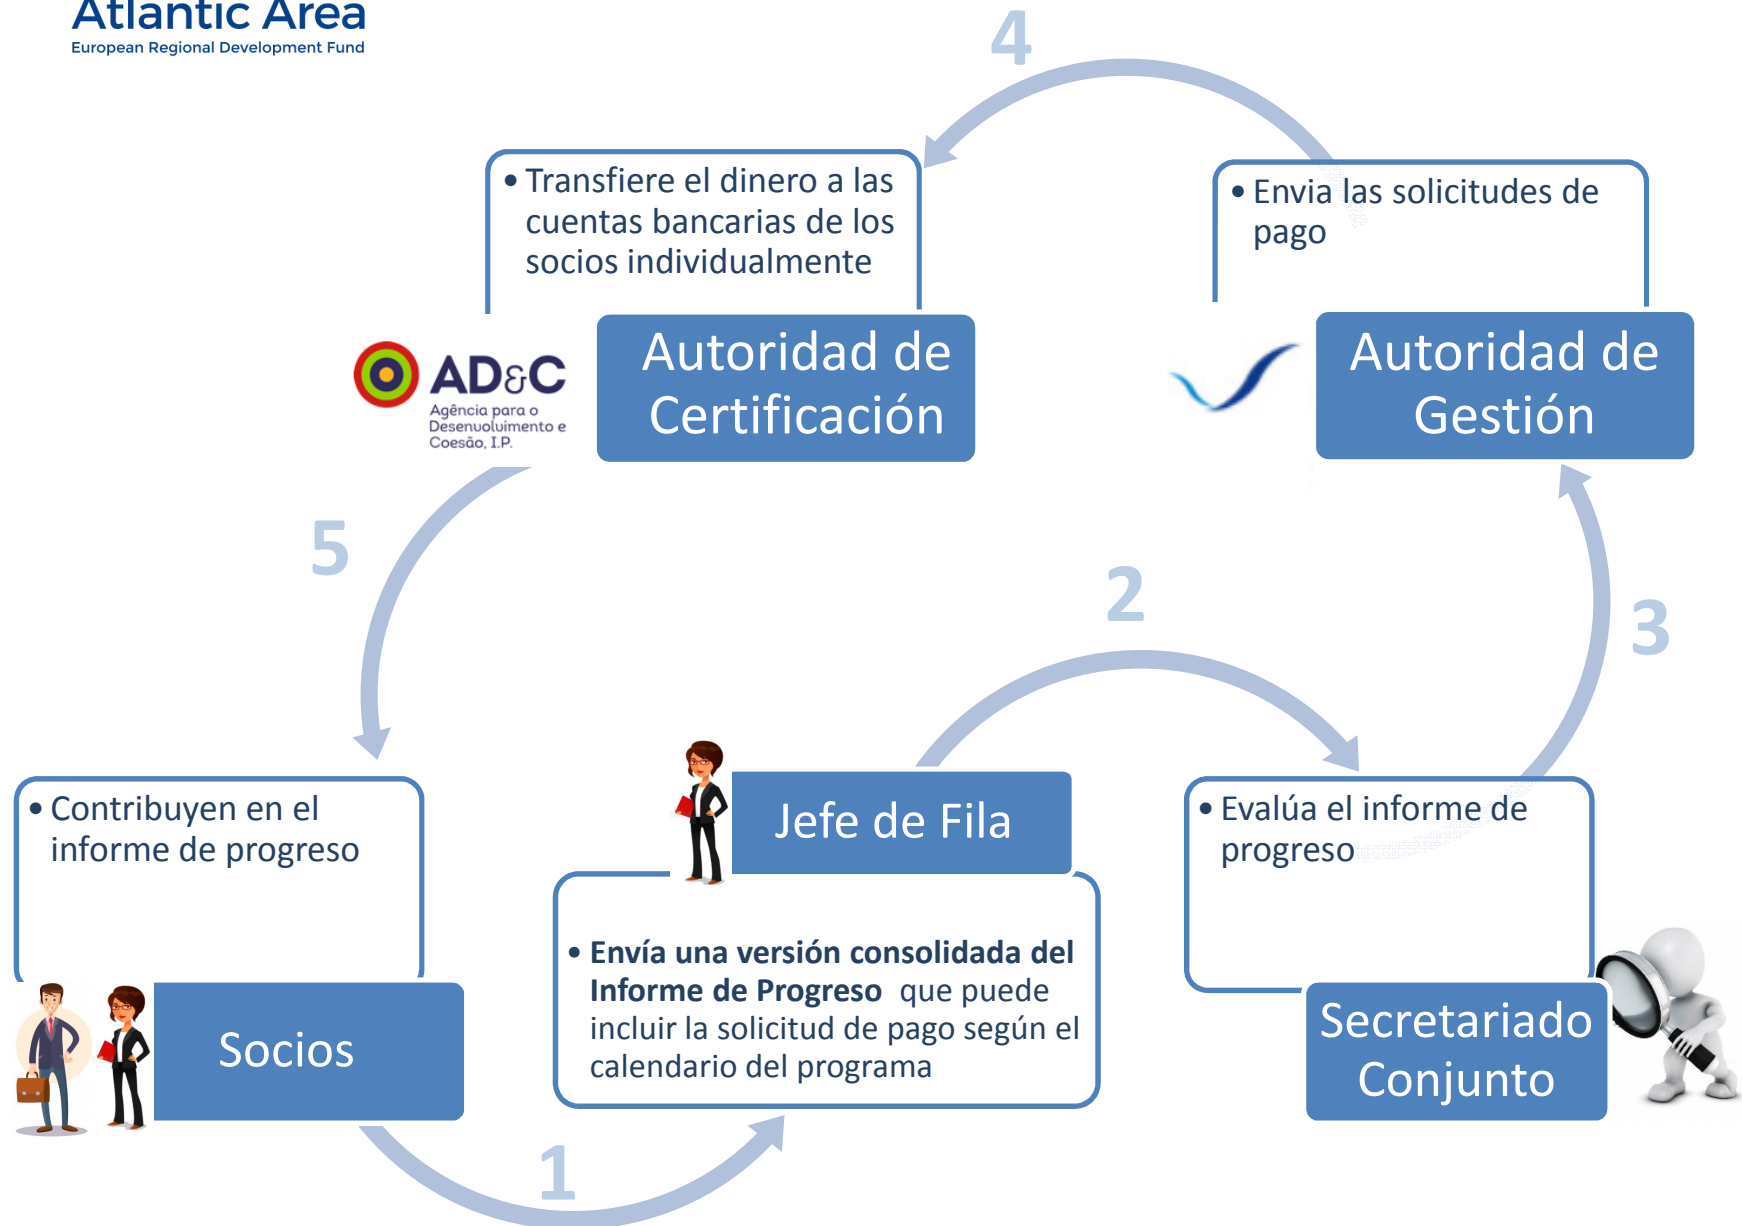 Atlantic Area
European Regional Development Fund
4
• Transfiere el dinero a las
cuentas bancarias de los
socios individualmente
• Envia las solicitudes de
pago
AD&C
Agência para o
Desenvolvimento e
Coesão, I.P.
Autoridad de
Certificación
Autoridad de
Gestión
5
2
3
• Contribuyen en el
informe de progreso
Jefe de Fila
• Evalúa el informe de
progreso
• Envía una versión consolidada del
Informe de Progreso que puede
incluir la solicitud de pago según el
calendario del programa
Socios
Secretariado
Conjunto
1